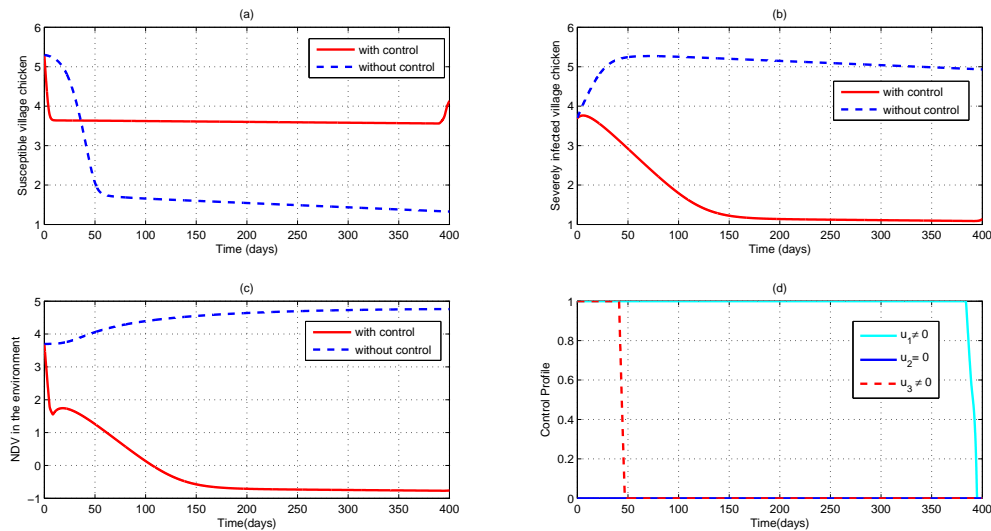 (a)
6
5
4
3
2
1
Susceptible village chicken
with control
without control
0 50 100 150 200 250 300 350 400
Time (days)
(b)
6
5
4
3
2
1
Severely infected village chicken
with control
without control
0 50 100 150 200 250 300 350 400
Time (days)
(c)
5
4
3
2
1
0
−1
NDV in the environment
with control
without control
0 50 100 150 200 250 300 350 400
Time(days)
(d)
1
0.8
0.6
0.4
0.2
0
Control Profile
u₁≠ 0
u₂= 0
u₃ ≠ 0
0 50 100 150 200 250 300 350 400
Time(days)